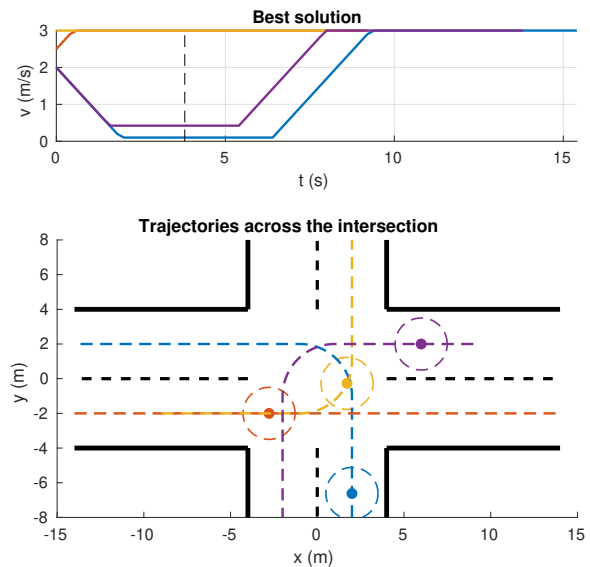 Best solution
3
2
1
0
v (m/s)
0 5 10 15
t (s)
Trajectories across the intersection
8
6
4
2
0
-2
-4
-6
-8
y (m)
-15 -10 -5 0 5 10 15
x (m)